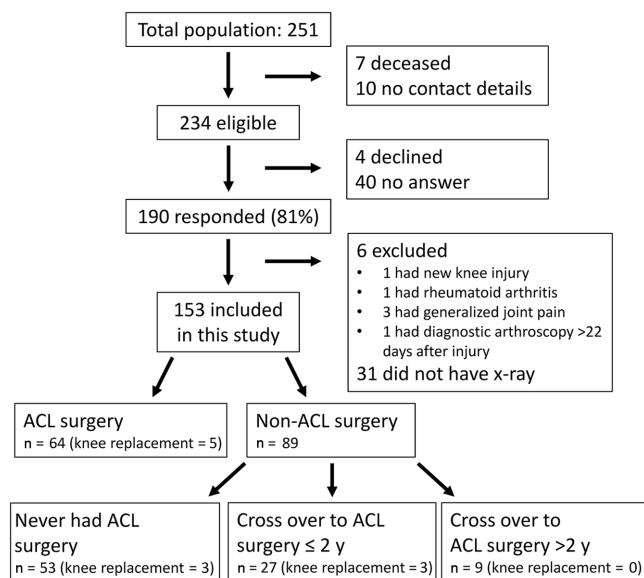 Total population: 251
7 deceased
10 no contact details
234 eligible
4 declined
40 no answer
190 responded (81%)
6 excluded
• 1 had new knee injury
• 1 had rheumatoid arthritis
• 3 had generalized joint pain
• 1 had diagnostic arthroscopy >22
days after injury
31 did not have x-ray
153 included
in this study
ACL surgery
n = 64 (knee replacement = 5)
Non-ACL surgery
n = 89
Never had ACL
surgery
n = 53 (knee replacement = 3)
Cross over to ACL
surgery ≤ 2 y
n = 27 (knee replacement = 3)
Cross over to
ACL surgery >2 y
n = 9 (knee replacement = 0)